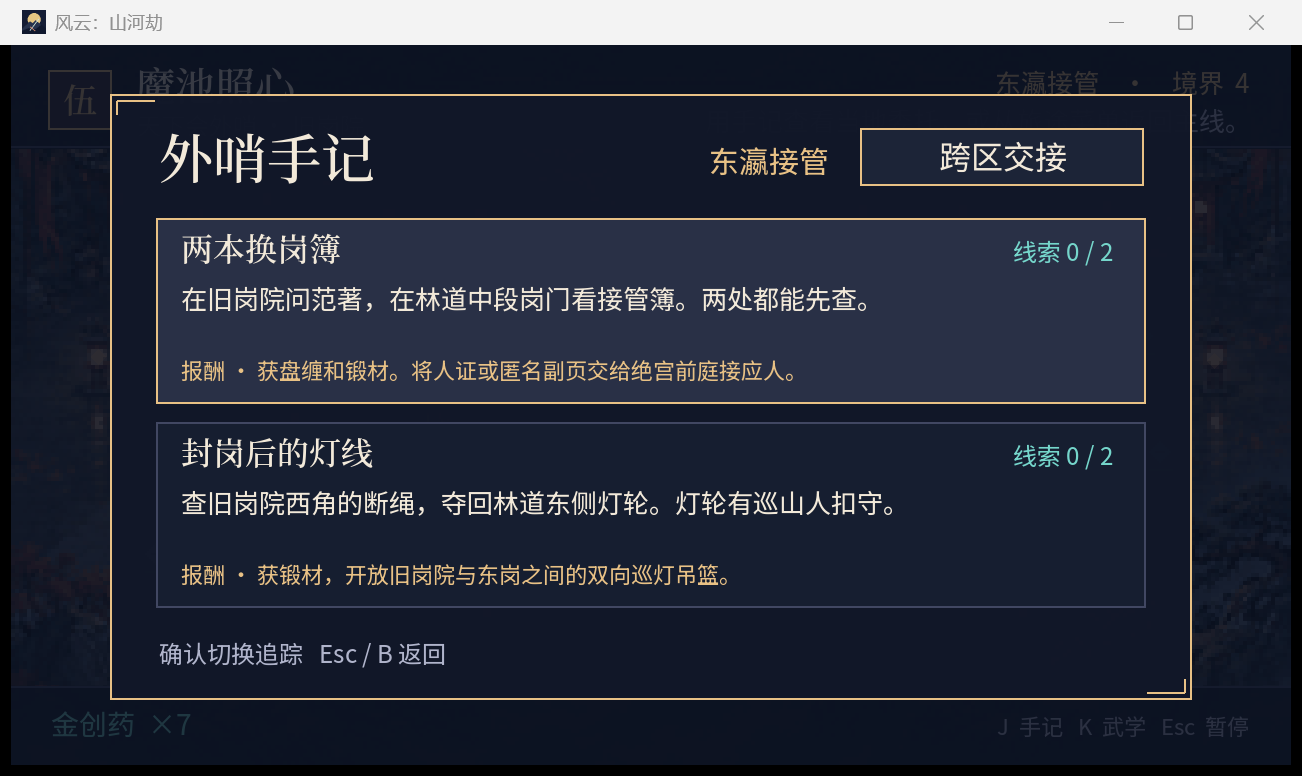 风云：山河劫
伍
魔池昭心
东瀛接管 · 境界 4
主线。
外哨手记
东瀛接管
跨区交接
两本换岗簿
线索 0 / 2
在旧岗院问范著，在林道中段岗门看接管簿。两处都能先查。
报酬 · 获盘缠和锻材。将人证或匿名副页交给绝宫前庭接应人。
封岗后的灯线
线索 0 / 2
查旧岗院西角的断绳，夺回林道东侧灯轮。灯轮有巡山人扣守。
报酬 · 获锻材，开放旧岗院与东岗之间的双向巡灯吊篮。
确认切换追踪 Esc / B 返回
金创药 ×7
J 手记 K 武学 Esc 暂停